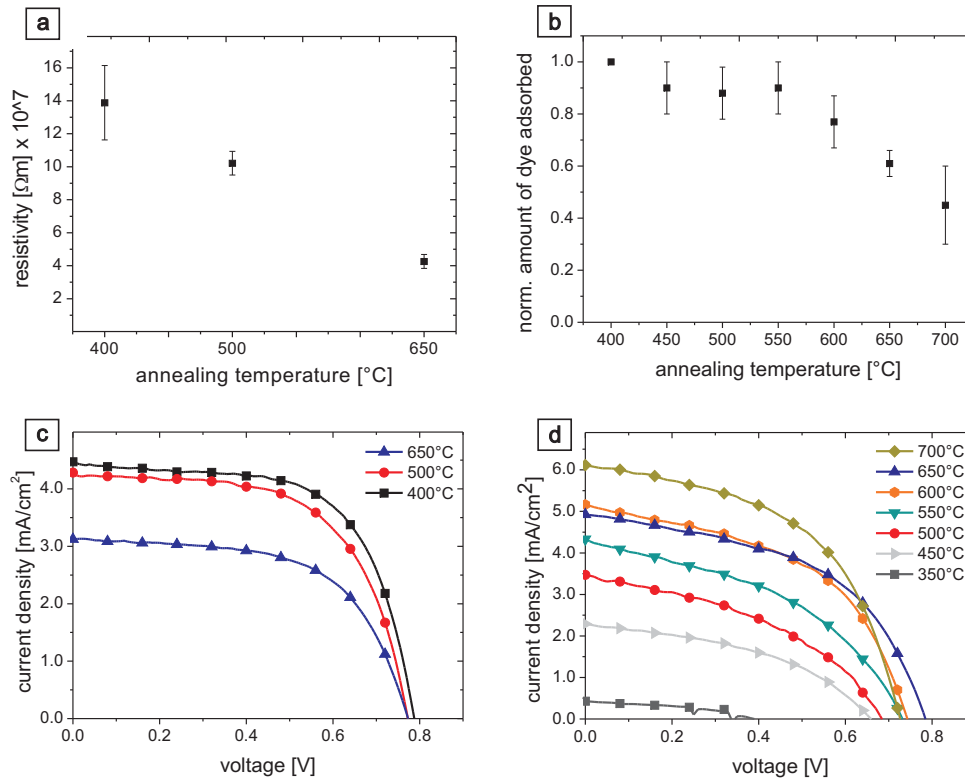 a
resistivity [Ωm] x 10^7
16
14
12
10
8
6
4
2
400
500
650
annealing temperature [°C]
b
norm. amount of dye adsorbed
1.0
0.8
0.6
0.4
0.2
0.0
400
450
500
550
600
650
700
annealing temperature [°C]
c
current density [mA/cm²]
4.0
3.0
2.0
1.0
0.0
650°C
500°C
400°C
0.0
0.2
0.4
0.6
0.8
voltage [V]
d
current density [mA/cm2]
6.0
5.0
4.0
3.0
2.0
1.0
0.0
700°C
650°C
600°C
550°C
500°C
450°C
350°C
0.0
0.2
0.4
0.6
0.8
voltage [V]